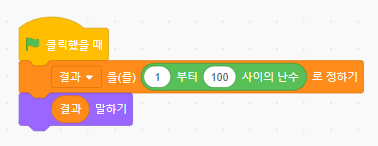 클릭했을 때
결과 을(를) 1 부터 100 사이의 난수 로 정하기
결과 말하기